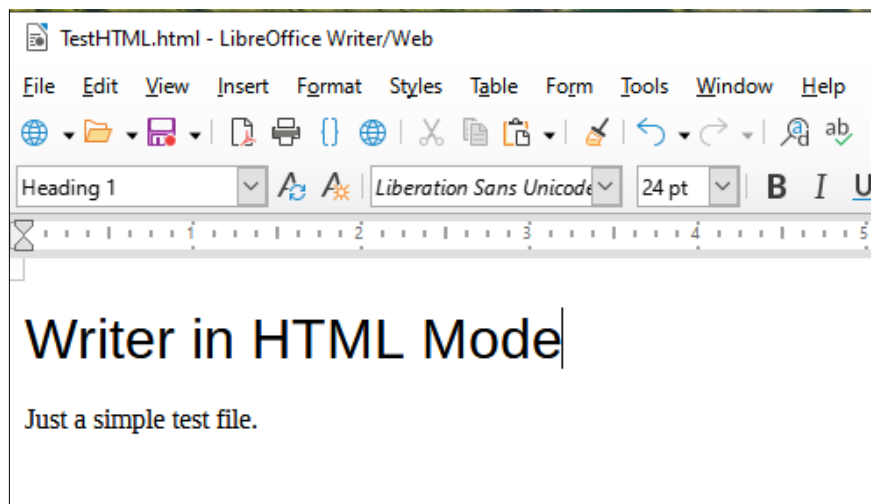 TestHTML.html - LibreOffice Writer/Web
File Edit View Insert Format Styles Table Form Tools Window Help
Heading 1 Liberation Sans Unicode 24 pt B I U
1 2 3 4 5
Writer in HTML Mode
Just a simple test file.